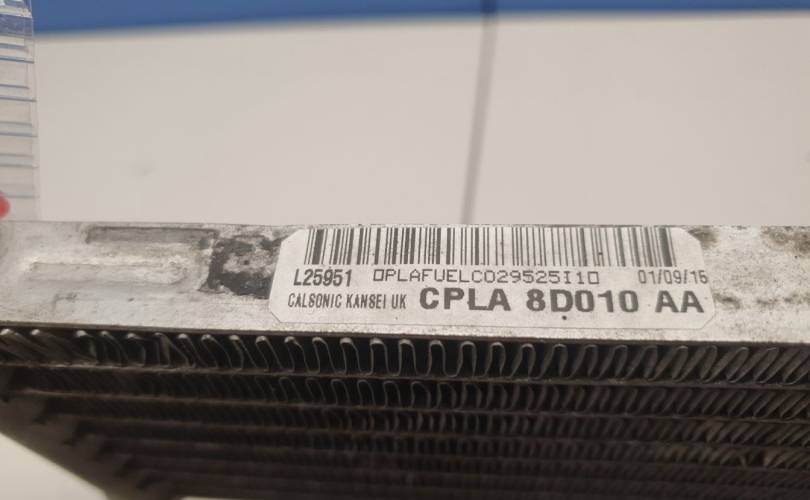 L25951 0PLAFUELC029525I10 01/09/15
CALSONIC KANSEI UK CPLA 8D010 AA